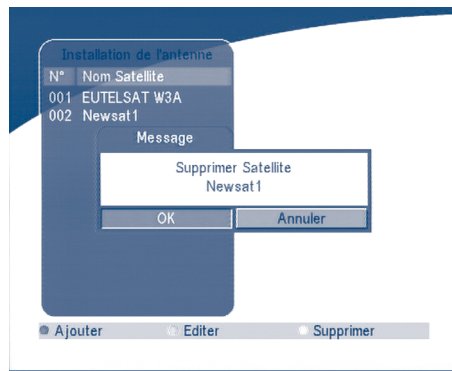 Installation de l'antenne
N° Nom Satellite
001 EUTELSAT W3A
002 Newsat1
Message
Supprimer Satellite
Newsat1
OK Annuler
Ajouter Editer Supprimer